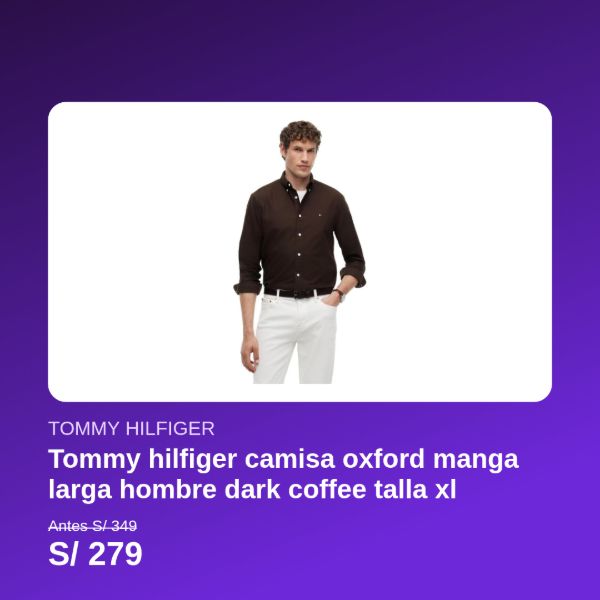 TOMMY HILFIGER
Tommy hilfiger camisa oxford manga
larga hombre dark coffee talla xl
Antes S/ 349
S/ 279